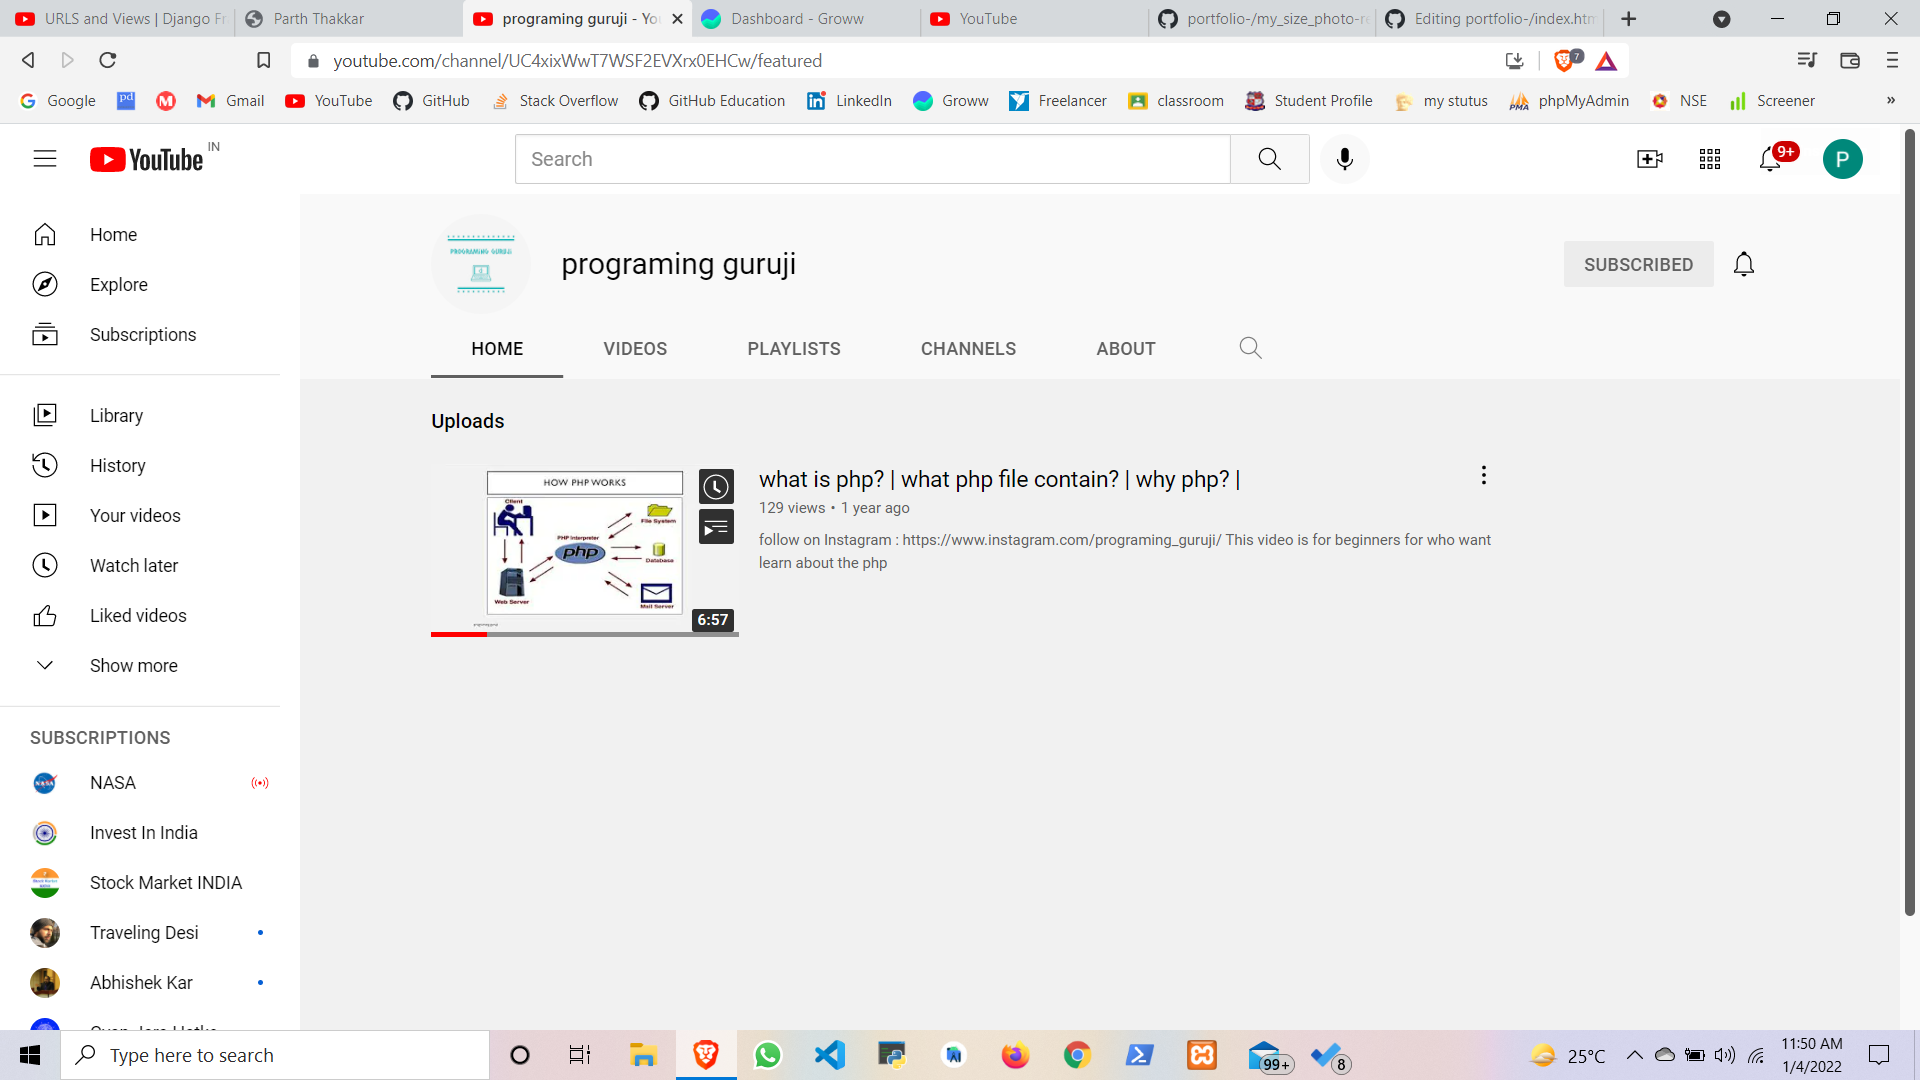 URLS and Views | Django Fr
Parth Thakkar
programing guruji - You
Dashboard - Groww
YouTube
portfolio-/my_size_photo-re
Editing portfolio-/index.htm
youtube.com/channel/UC4xixWwT7WSF2EVXrx0EHCw/featured
7
Google
pd
M
Gmail
YouTube
GitHub
Stack Overflow
GitHub Education
LinkedIn
Groww
Freelancer
classroom
Student Profile
my stutus
phpMyAdmin
NSE
Screener
»
YouTube IN
Search
9+
P
Home
Explore
Subscriptions
Library
History
Your videos
Watch later
Liked videos
Show more
SUBSCRIPTIONS
NASA
Invest In India
Stock Market INDIA
Traveling Desi
Abhishek Kar
PROGRAMING GURUJI
programing guruji
SUBSCRIBED
HOME
VIDEOS
PLAYLISTS
CHANNELS
ABOUT
Uploads
HOW PHP WORKS
Client
File System
PHP Interpreter
php
Database
Web Server
Mail Server
6:57
what is php? | what php file contain? | why php? |
129 views • 1 year ago
follow on Instagram : https://www.instagram.com/programing_guruji/ This video is for beginners for who want
learn about the php
Type here to search
99+
8
25°C
11:50 AM
1/4/2022